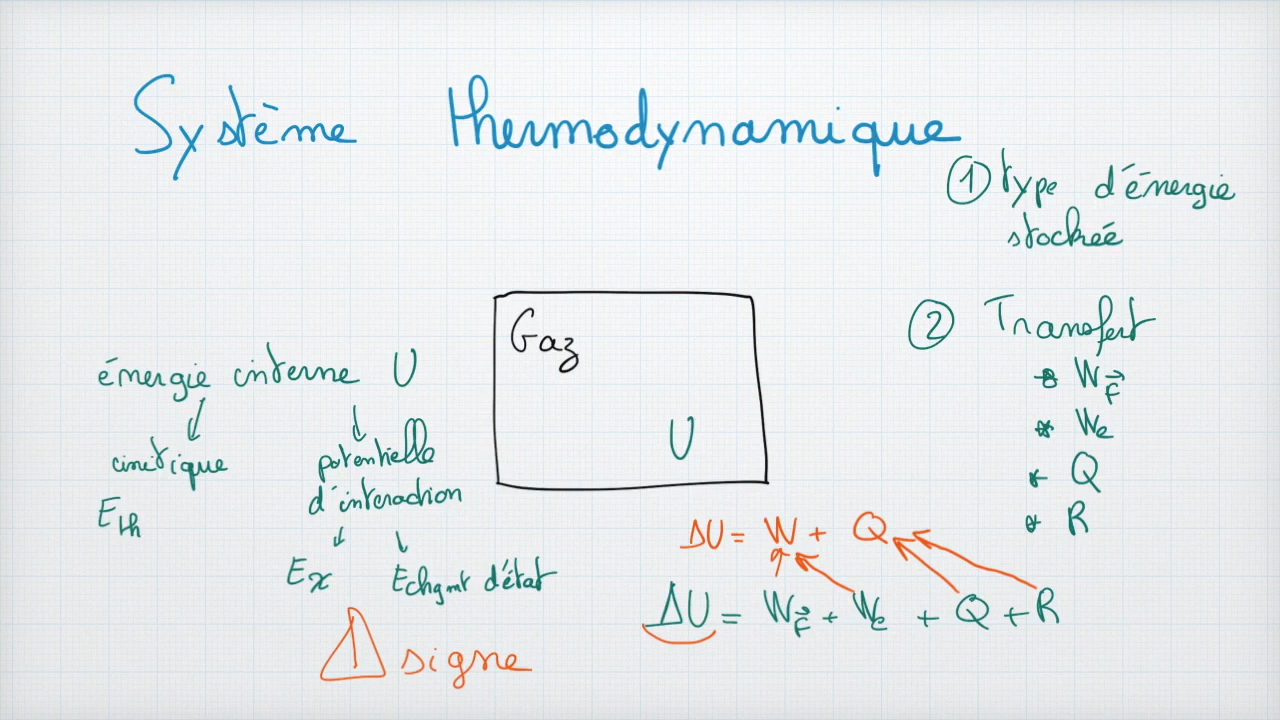 Système thermodynamique
① type d'énergie
stockée
② Transfert
* W_F⃗
* We
* Q
* R
Gaz
U
énergie interne U
cinétique
E_th
potentielle
d'interaction
E_x
Echgmt d'état
⚠ signe
ΔU = W + Q
ΔU = W_F⃗ + We + Q + R